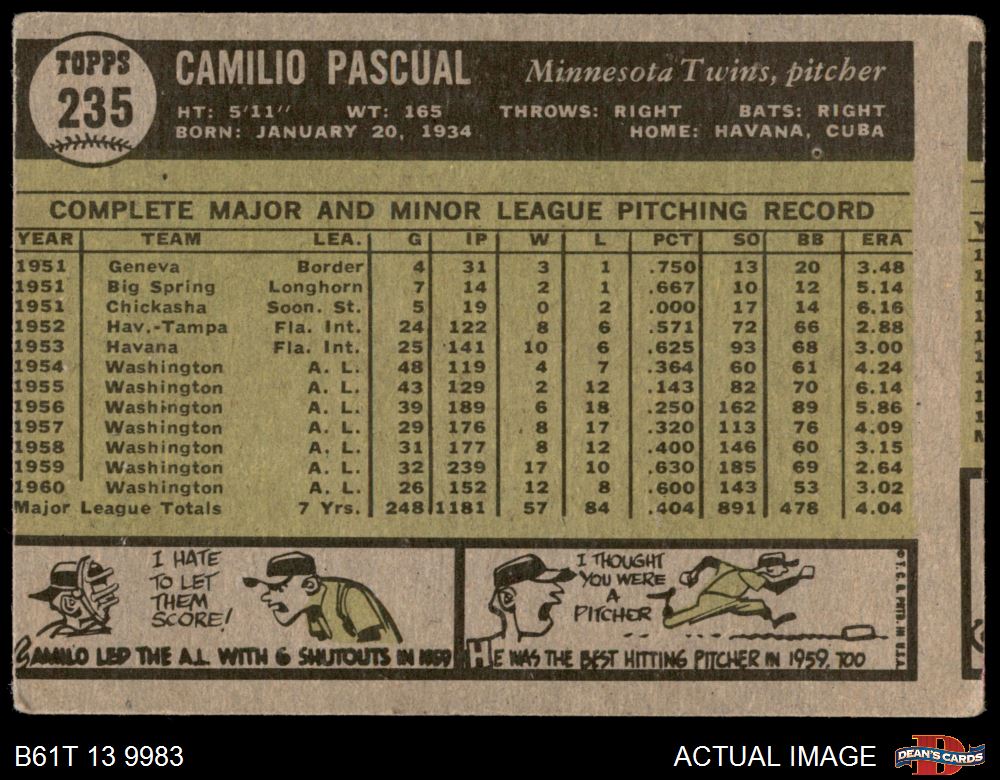 TOPPS
235
CAMILIO PASCUAL Minnesota Twins, pitcher
HT: 5'11'' WT: 165 THROWS: RIGHT BATS: RIGHT
BORN: JANUARY 20, 1934 HOME: HAVANA, CUBA
COMPLETE MAJOR AND MINOR LEAGUE PITCHING RECORD
YEAR TEAM LEA. G IP W L PCT SO BB ERA
1951 Geneva Border 4 31 3 1 .750 13 20 3.48
1951 Big Spring Longhorn 7 14 2 1 .667 10 12 5.14
1951 Chickasha Soon. St. 5 19 0 2 .000 17 14 6.16
1952 Hav.-Tampa Fla. Int. 24 122 8 6 .571 72 66 2.88
1953 Havana Fla. Int. 25 141 10 6 .625 93 68 3.00
1954 Washington A. L. 48 119 4 7 .364 60 61 4.24
1955 Washington A. L. 43 129 2 12 .143 82 70 6.14
1956 Washington A. L. 39 189 6 18 .250 162 89 5.86
1957 Washington A. L. 29 176 8 17 .320 113 76 4.09
1958 Washington A. L. 31 177 8 12 .400 146 60 3.15
1959 Washington A. L. 32 239 17 10 .630 185 69 2.64
1960 Washington A. L. 26 152 12 8 .600 143 53 3.02
Major League Totals 7 Yrs. 248 1181 57 84 .404 891 478 4.04
I HATE
TO LET
THEM
SCORE!
CAMILO LED THE A.L. WITH 6 SHUTOUTS IN 1959
I THOUGHT
YOU WERE
A
PITCHER
HE WAS THE BEST HITTING PITCHER IN 1959, TOO
© T.C.G. PRTD. IN U.S.A.
B61T 13 9983
ACTUAL IMAGE
DEAN'S CARDS